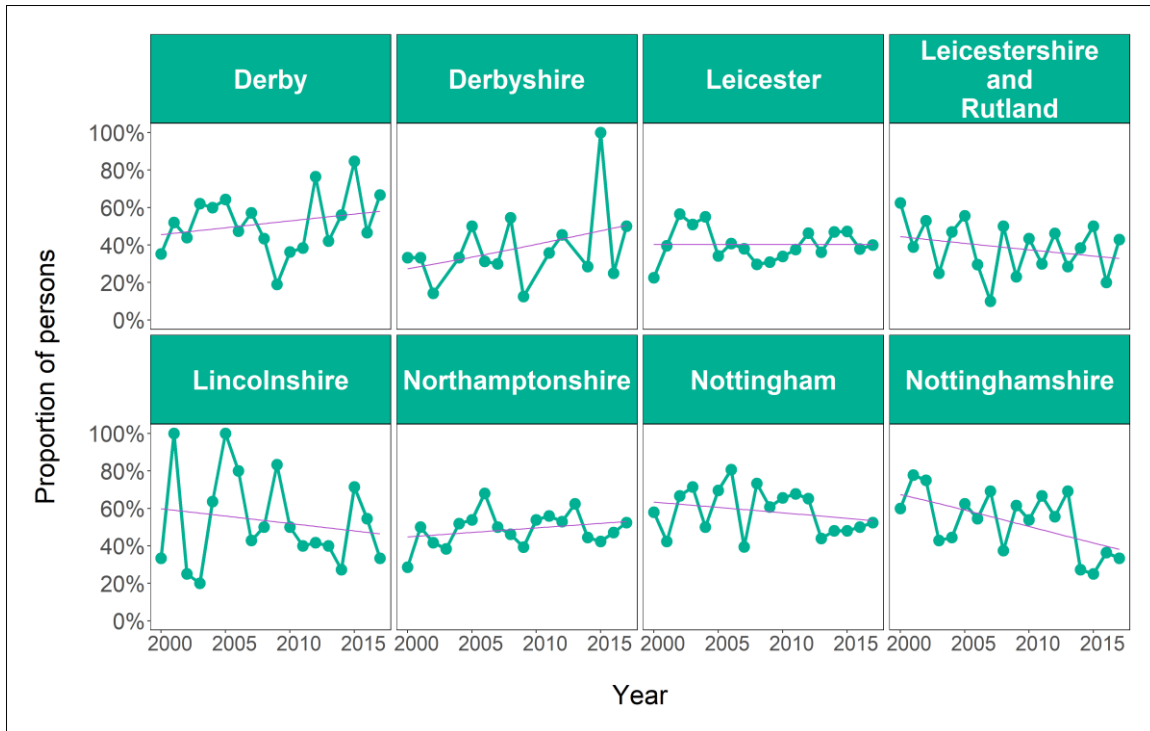 Derby
Derbyshire
Leicester
Leicestershire
and
Rutland
100%
80%
60%
40%
20%
0%
Lincolnshire
Northamptonshire
Nottingham
Nottinghamshire
100%
80%
60%
40%
20%
0%
2000 2005 2010 2015 2000 2005 2010 2015 2000 2005 2010 2015 2000 2005 2010 2015
Proportion of persons
Year